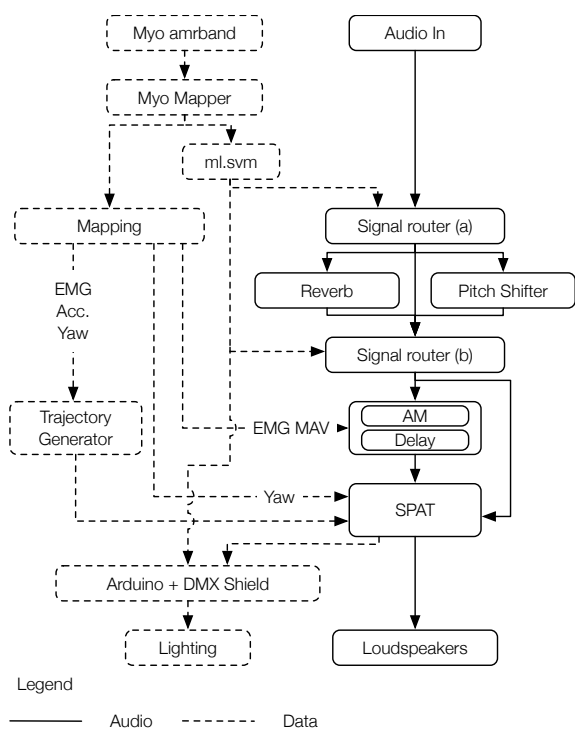 Myo amrband
Audio In
Myo Mapper
ml.svm
Mapping
Signal router (a)
EMG
Acc.
Yaw
Reverb
Pitch Shifter
Signal router (b)
Trajectory
Generator
EMG MAV
AM
Delay
Yaw
SPAT
Arduino + DMX Shield
Lighting
Loudspeakers
Legend
Audio
Data